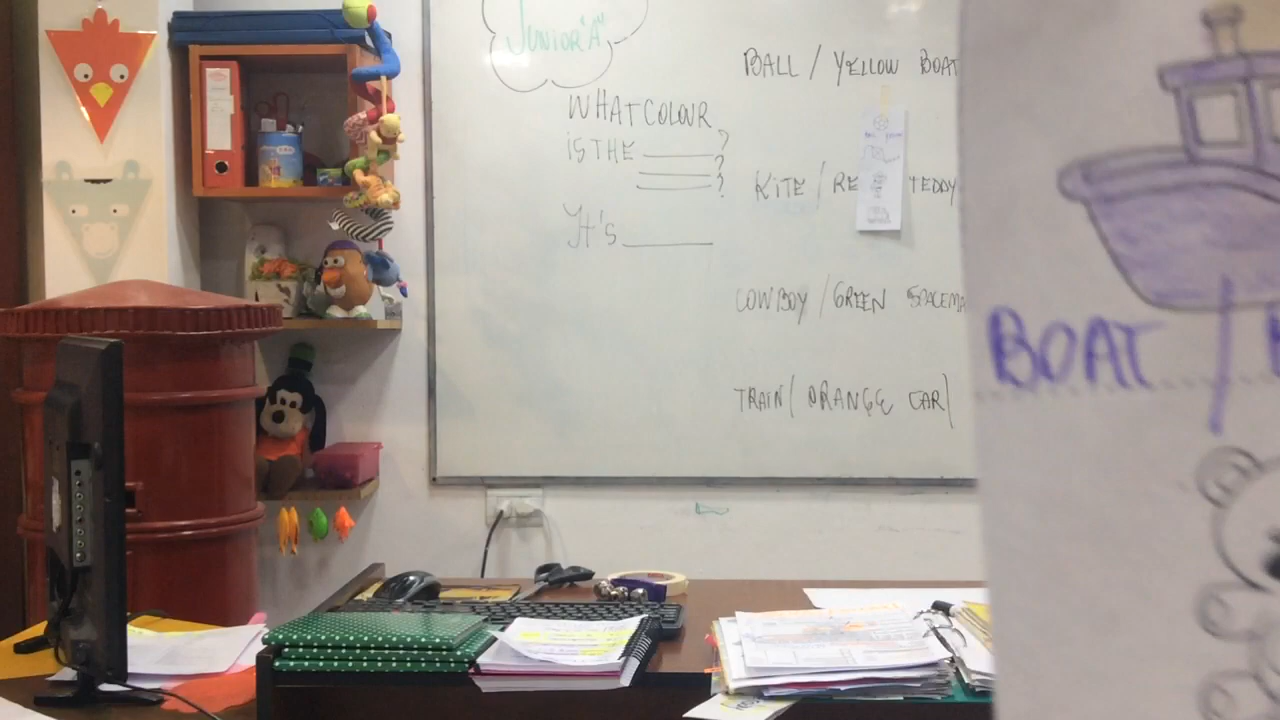 JUNIOR "A"
WHAT COLOUR
iS THE ______?
______?
______?
It's ______
BALL / YELLOW BOAT
KiTE / RE TEDDY
COWBOY / GREEN SPACEMA
TRAIN / ORANGE CAR /
BOAT /